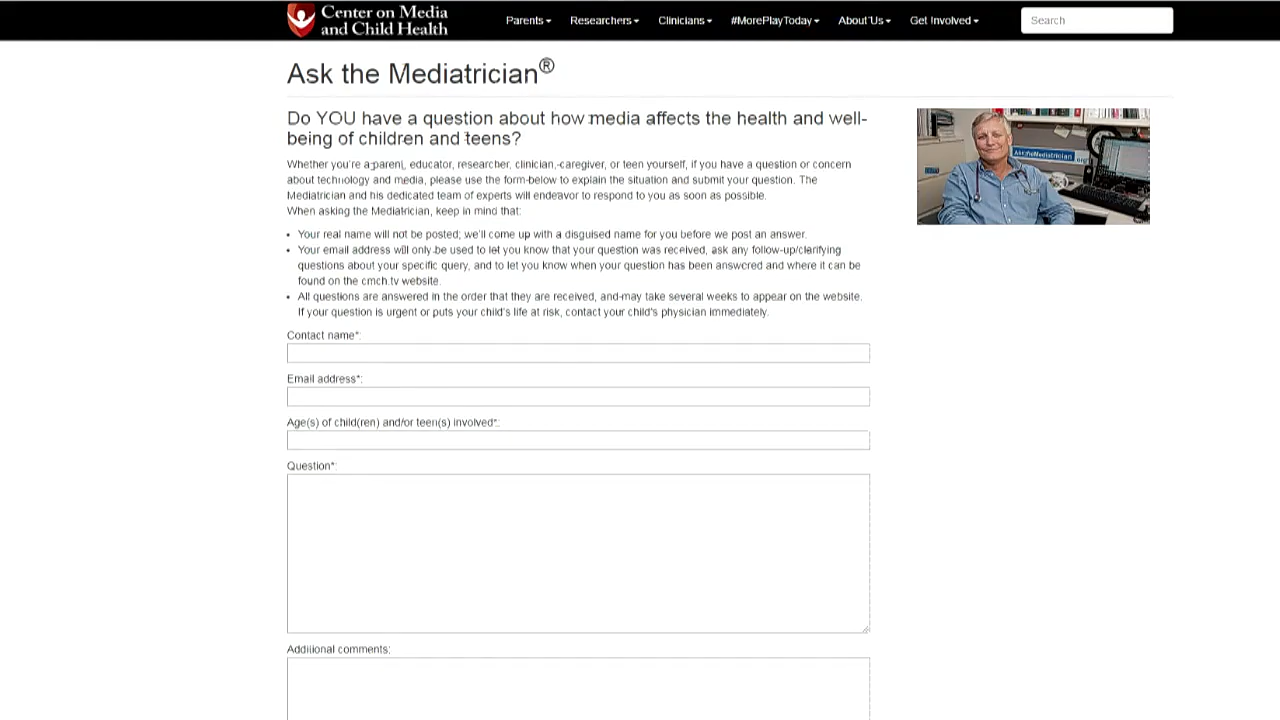 Center on Media
and Child Health
Parents
Researchers
Clinicians
#MorePlayToday
About Us
Get Involved
Search
Ask the Mediatrician®
Do YOU have a question about how media affects the health and well-
being of children and teens?
Whether you're a parent, educator, researcher, clinician, caregiver, or teen yourself, if you have a question or concern
about technology and media, please use the form below to explain the situation and submit your question. The
Mediatrician and his dedicated team of experts will endeavor to respond to you as soon as possible.
When asking the Mediatrician, keep in mind that:
• Your real name will not be posted; we'll come up with a disguised name for you before we post an answer.
• Your email address will only be used to let you know that your question was received, ask any follow-up/clarifying
questions about your specific query, and to let you know when your question has been answered and where it can be
found on the cmch.tv website.
• All questions are answered in the order that they are received, and may take several weeks to appear on the website.
If your question is urgent or puts your child's life at risk, contact your child's physician immediately.
Contact name*:
Email address*:
Age(s) of child(ren) and/or teen(s) involved*:
Question*:
Additional comments: